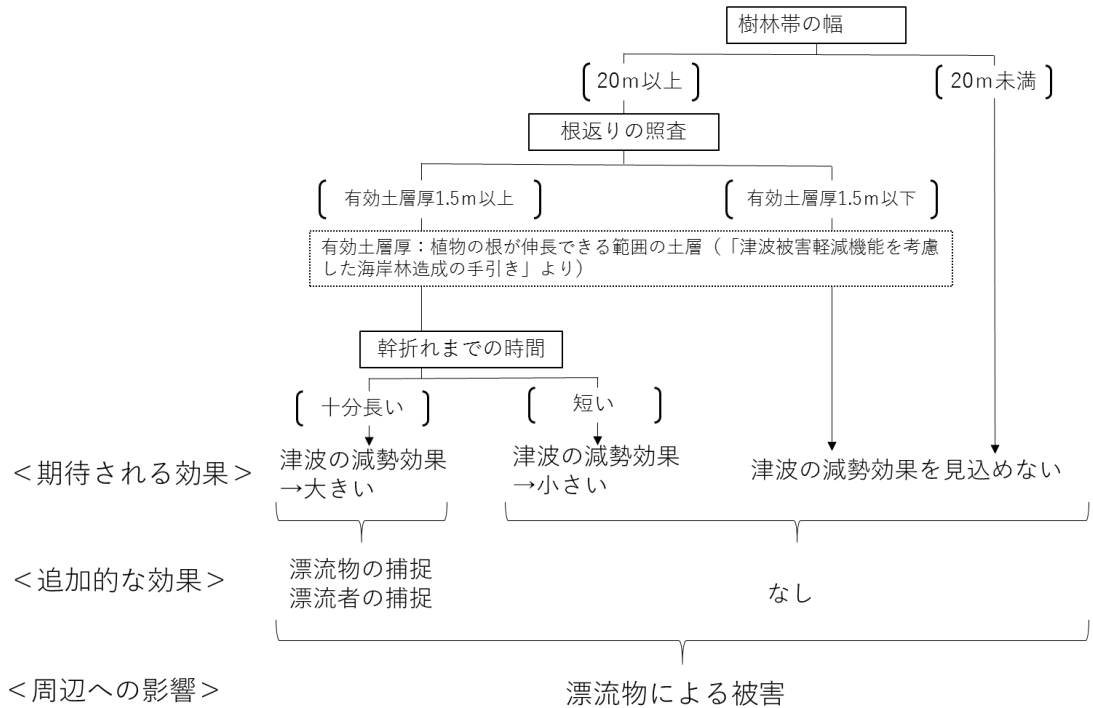 樹林帯の幅
20m以上
20m未満
根返りの照査
有効土層厚1.5m以上
有効土層厚1.5m以下
有効土層厚：植物の根が伸長できる範囲の土層（「津波被害軽減機能を考慮
した海岸林造成の手引き」より）
幹折れまでの時間
十分長い
短い
＜期待される効果＞
津波の減勢効果
→大きい
津波の減勢効果
→小さい
津波の減勢効果を見込めない
＜追加的な効果＞
漂流物の捕捉
漂流者の捕捉
なし
＜周辺への影響＞
漂流物による被害